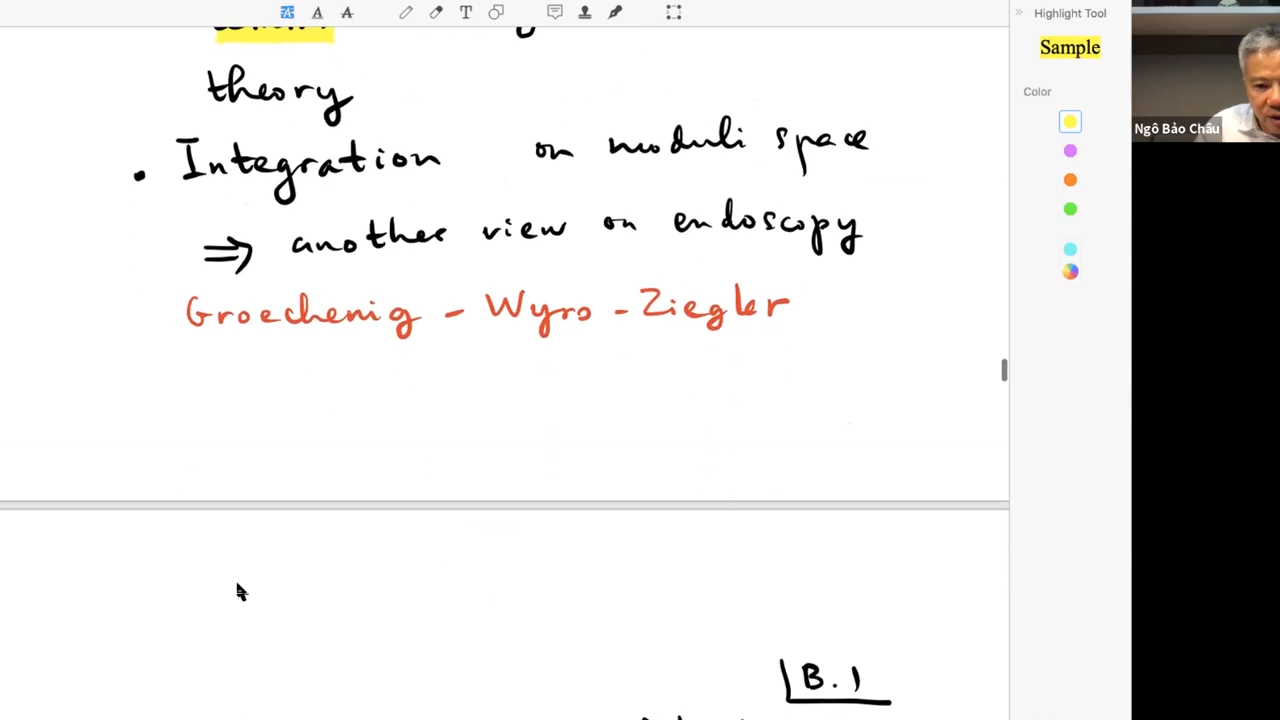 Highlight Tool
Sample
Color
Ngô Bảo Châu
theory
. Integration on moduli space
⇒ another view on endoscopy
Groechenig - Wyss - Ziegler
B.1